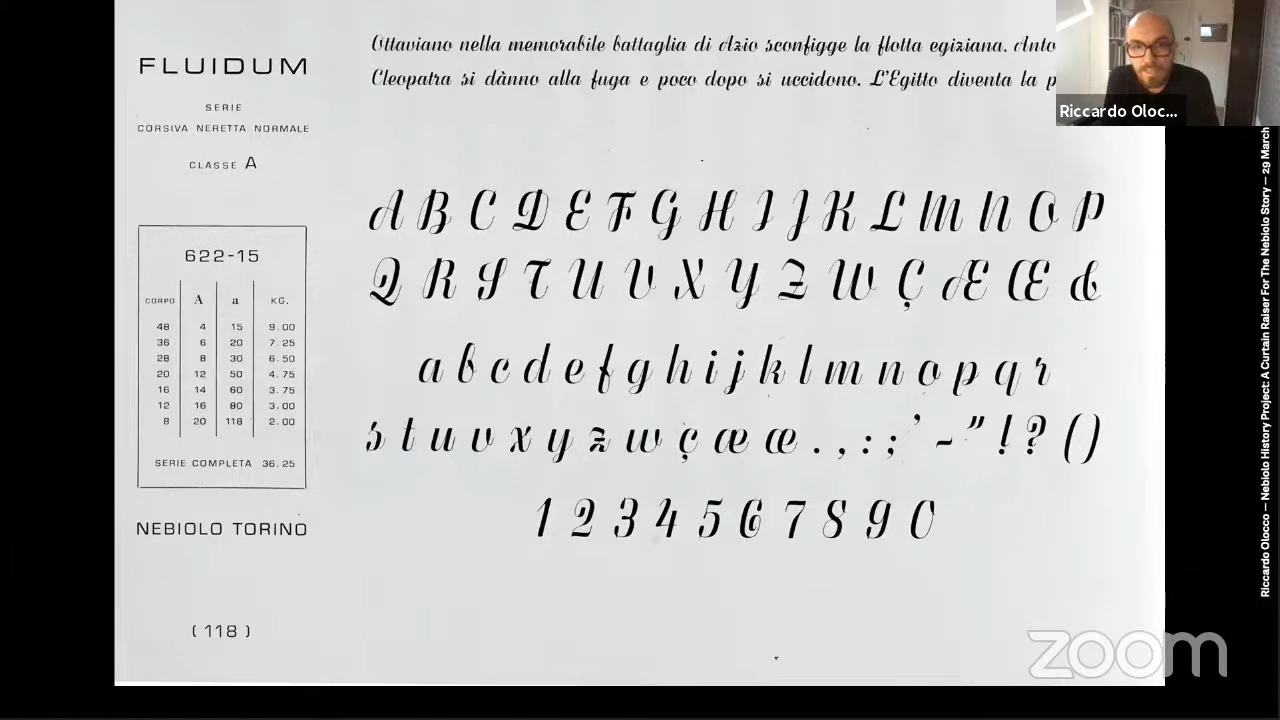 FLUIDUM
SERIE
CORSIVA NERETTA NORMALE
CLASSE A
622-15
CORPO A a KG.
48 4 15 9.00
36 6 20 7.25
28 8 30 6.50
20 12 50 4.75
16 14 60 3.75
12 16 80 3.00
8 20 118 2.00
SERIE COMPLETA 36.25
NEBIOLO TORINO
( 118 )
Ottaviano nella memorabile battaglia di Azio sconfigge la flotta egiziana. Anto
Cleopatra si dànno alla fuga e poco dopo si uccidono. L'Egitto diventa la p
A B C D E F G H I J K L M N O P
Q R S T U V X Y Z W Ç Æ Œ &
a b c d e f g h i j k l m n o p q r
s t u v x y z w ç æ œ . , : ; ' - " ! ? ( )
1 2 3 4 5 6 7 8 9 0
Riccardo Oloc...
Riccardo Olocco — Nebiolo History Project: A Curtain Raiser For The Nebiolo Story — 29 March
zoom